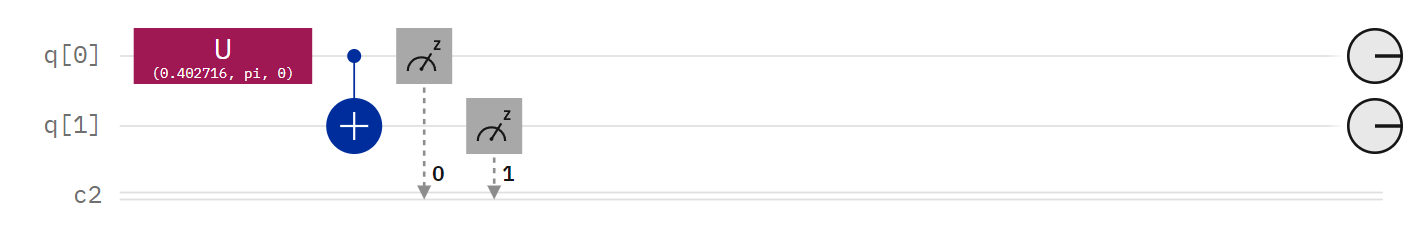 q[0] U z
(0.402716, pi, 0)
q[1] z
0 1
c2